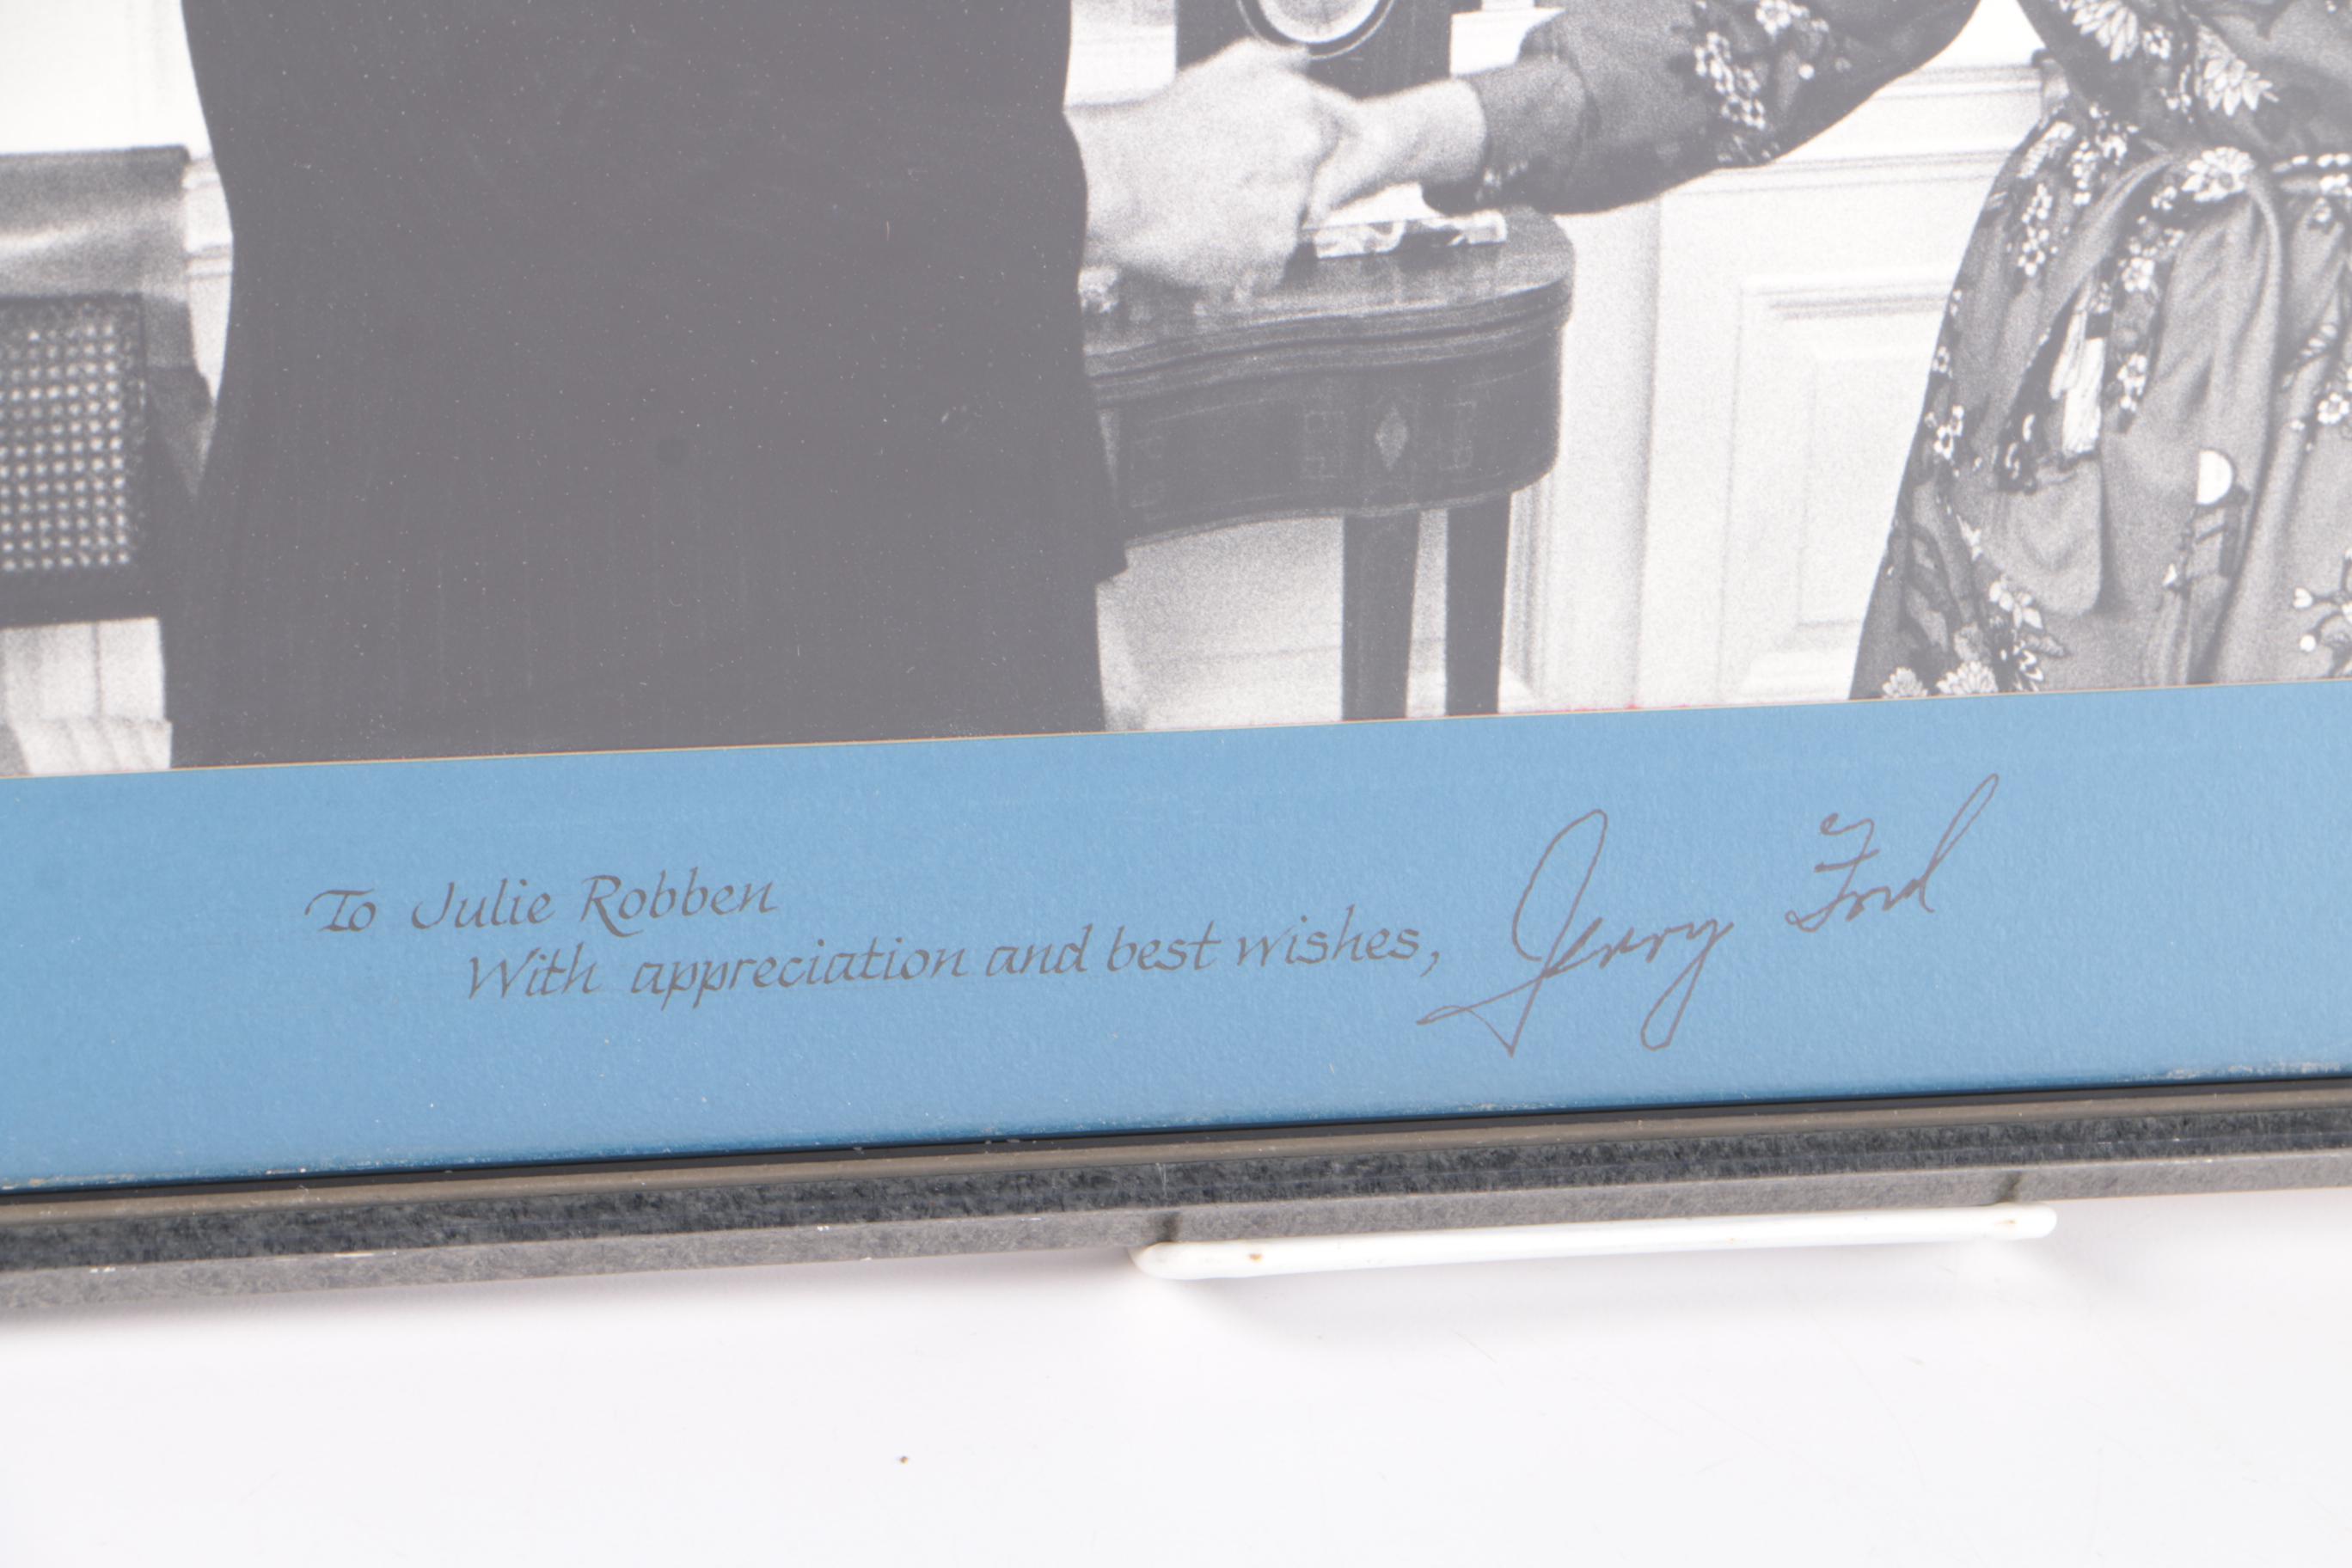 To Julie Robben
With appreciation and best wishes, Jerry Ford